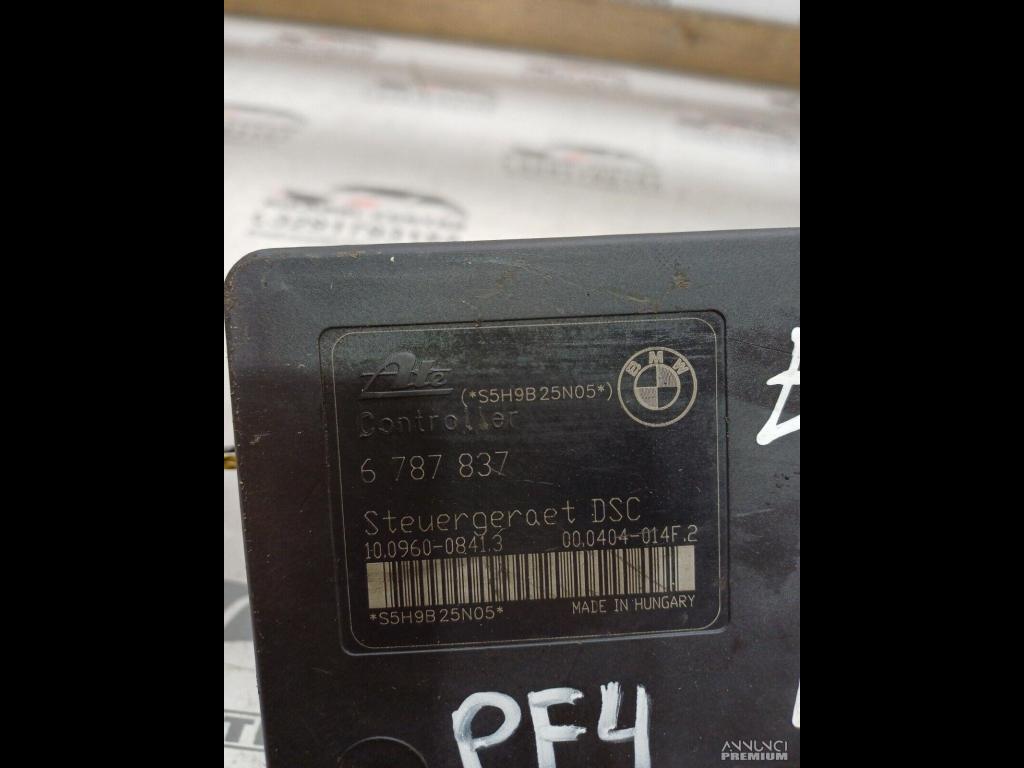 Ate
(*S5H9B25N05*)
BMW
Controller
6 787 837
Steuergeraet DSC
10.0960-0841.3 00.0404-014F.2
*S5H9B25N05*
MADE IN HUNGARY
PF4
ANNUNCI
PREMIUM